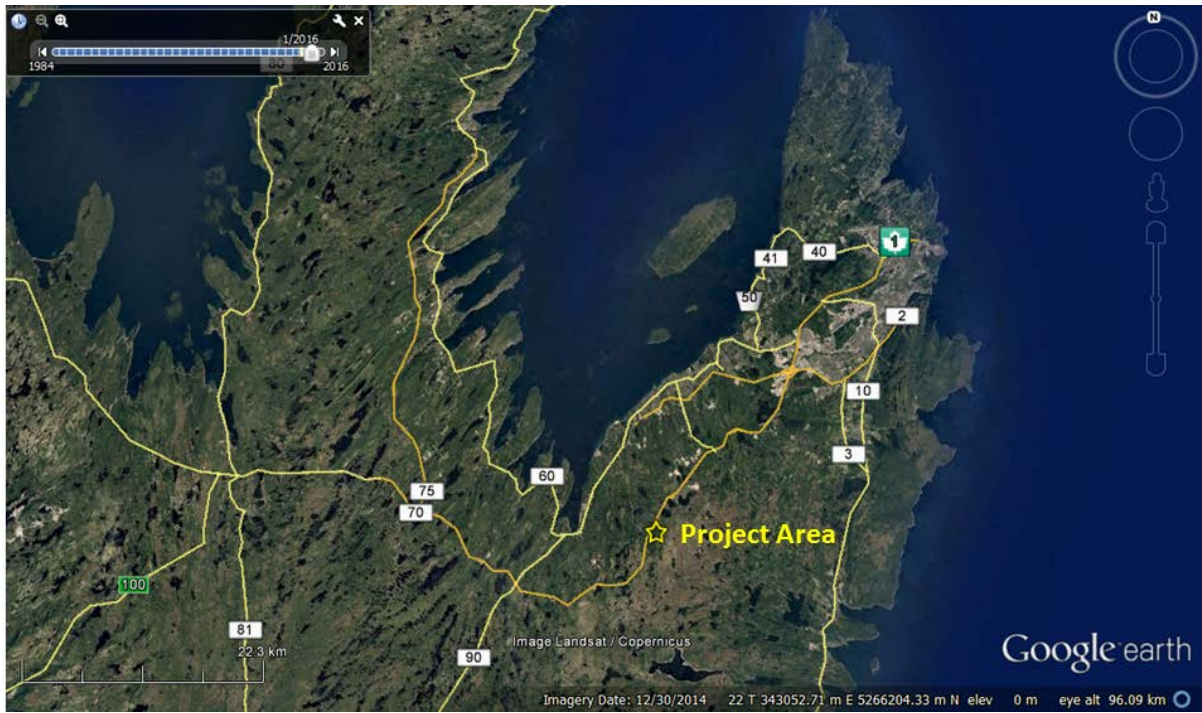 1/2016
1984
2016
80
N
1
40
41
50
2
10
3
60
75
70
Project Area
100
81
22.3 km
90
Image Landsat / Copernicus
Google earth
Imagery Date: 12/30/2014 22 T 343052.71 m E 5266204.33 m N elev 0 m eye alt 96.09 km